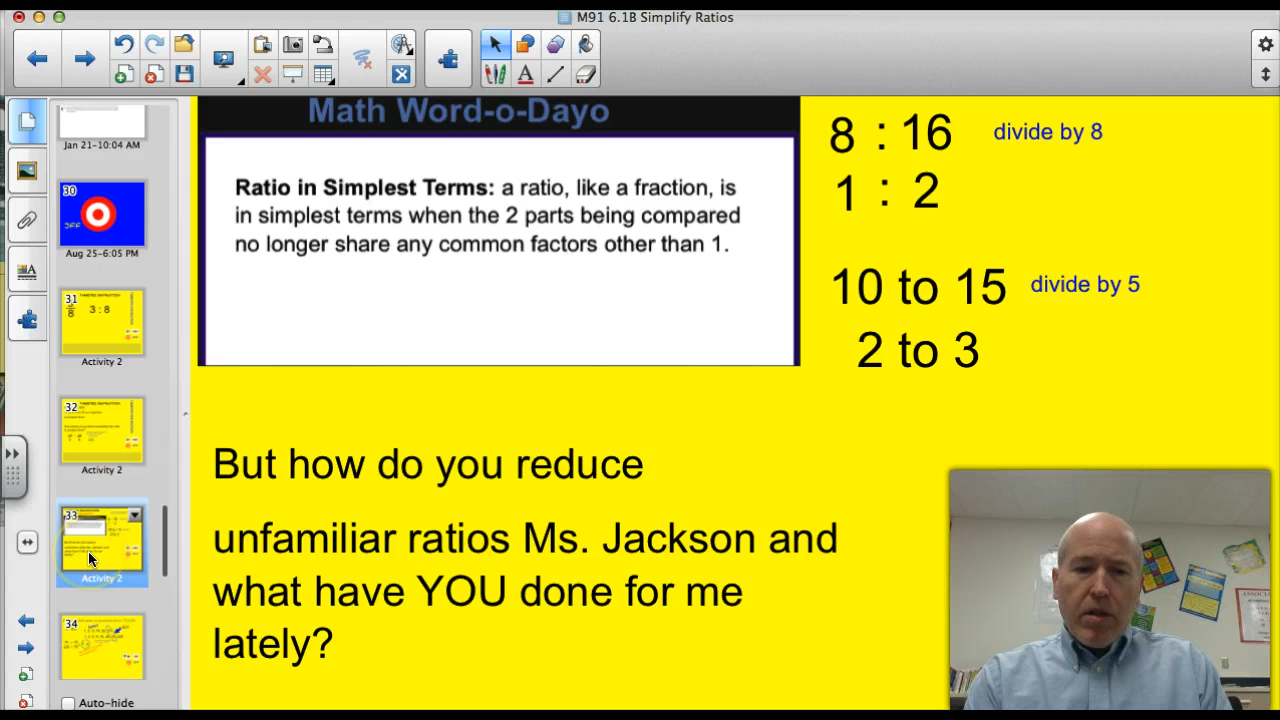 M91 6.1B Simplify Ratios
Jan 21-10:04 AM
30
Aug 25-6:05 PM
31
3 : 8
Activity 2
32
Activity 2
33
Activity 2
34
Auto-hide
Math Word-o-Dayo
Ratio in Simplest Terms: a ratio, like a fraction, is
in simplest terms when the 2 parts being compared
no longer share any common factors other than 1.
8 : 16 divide by 8
1 : 2
10 to 15 divide by 5
2 to 3
But how do you reduce
unfamiliar ratios Ms. Jackson and
what have YOU done for me
lately?